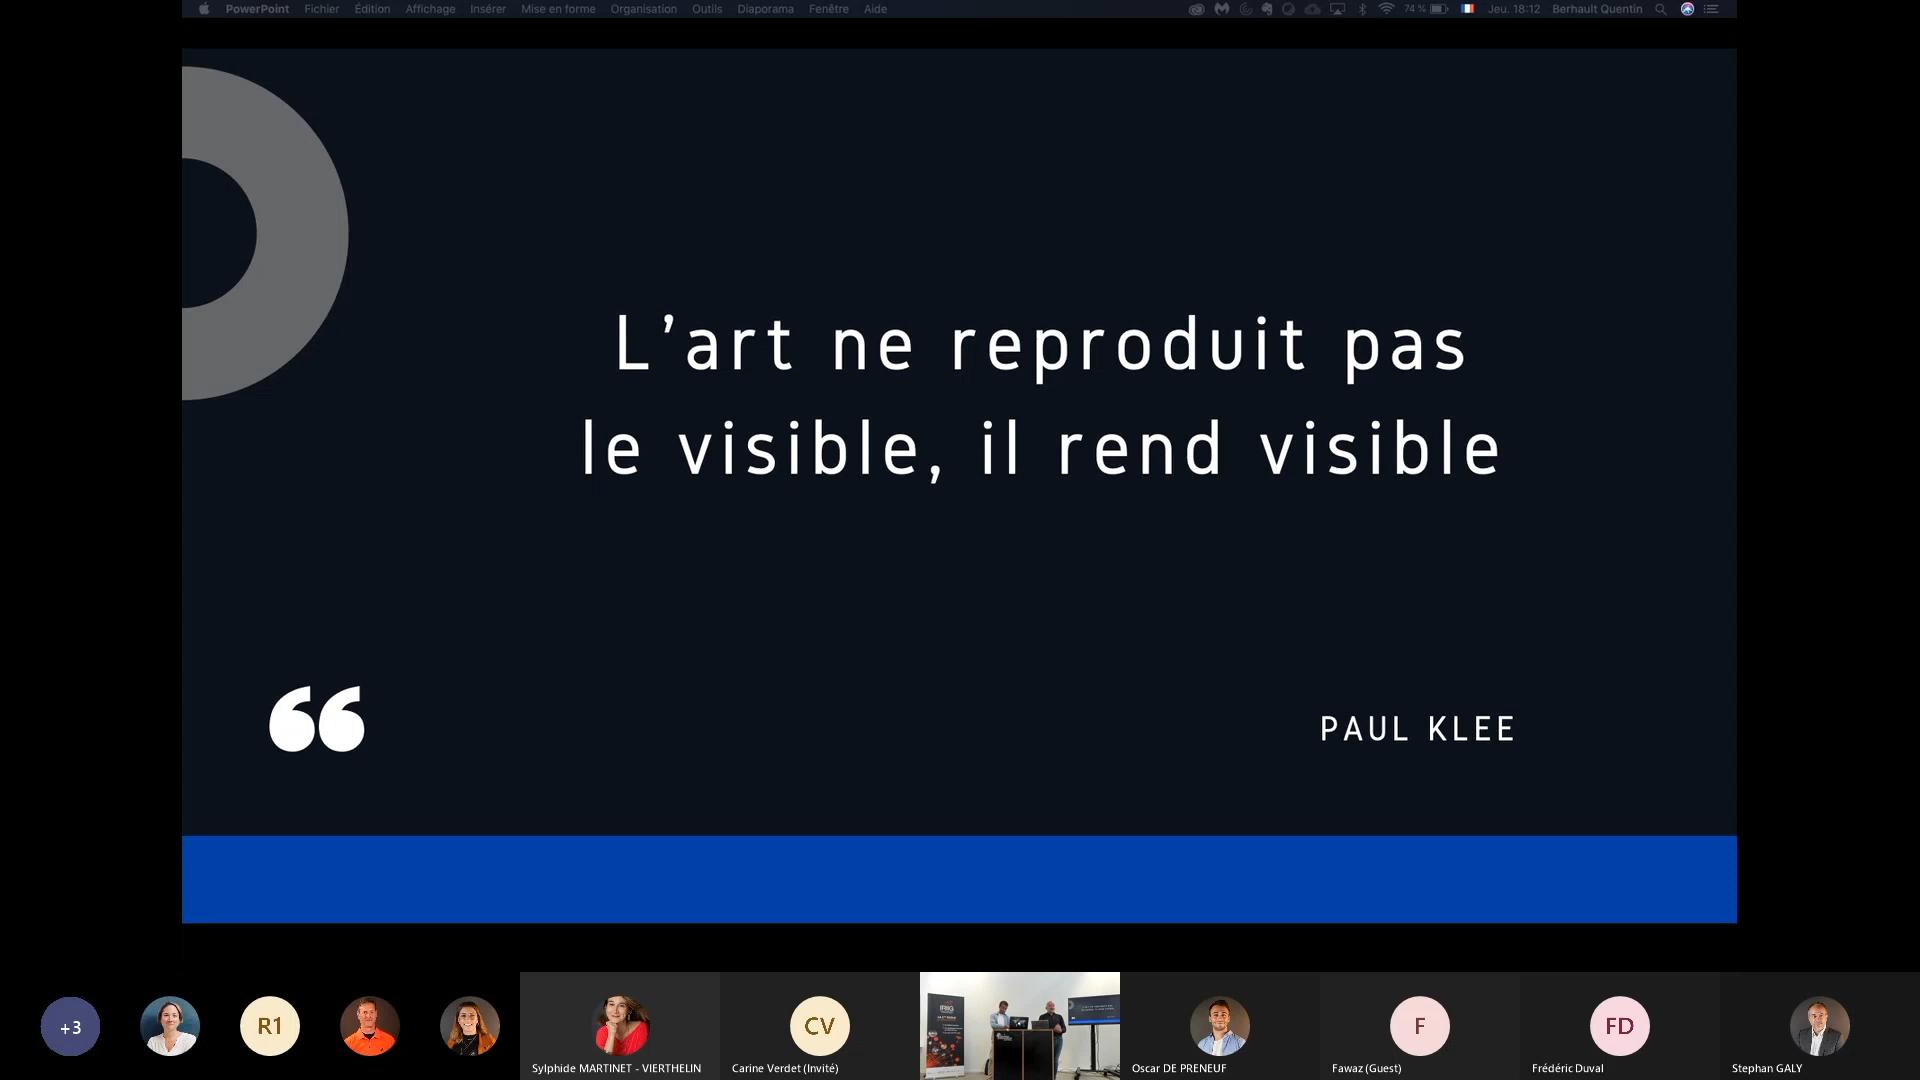 PowerPoint Fichier Édition Affichage Insérer Mise en forme Organisation Outils Diaporama Fenêtre Aide 74 % Jeu. 18:12 Berhault Quentin
L’art ne reproduit pas
le visible, il rend visible
“
PAUL KLEE
+3 R1 CV F FD
Sylphide MARTINET - VIERTHELIN Carine Verdet (Invité) Oscar DE PRENEUF Fawaz (Guest) Frédéric Duval Stephan GALY